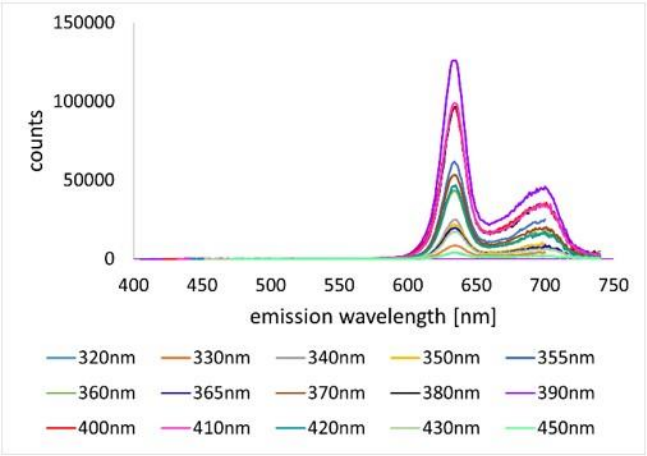 150000
100000
50000
0
counts
400 450 500 550 600 650 700 750
emission wavelength [nm]
320nm 330nm 340nm 350nm 355nm
360nm 365nm 370nm 380nm 390nm
400nm 410nm 420nm 430nm 450nm